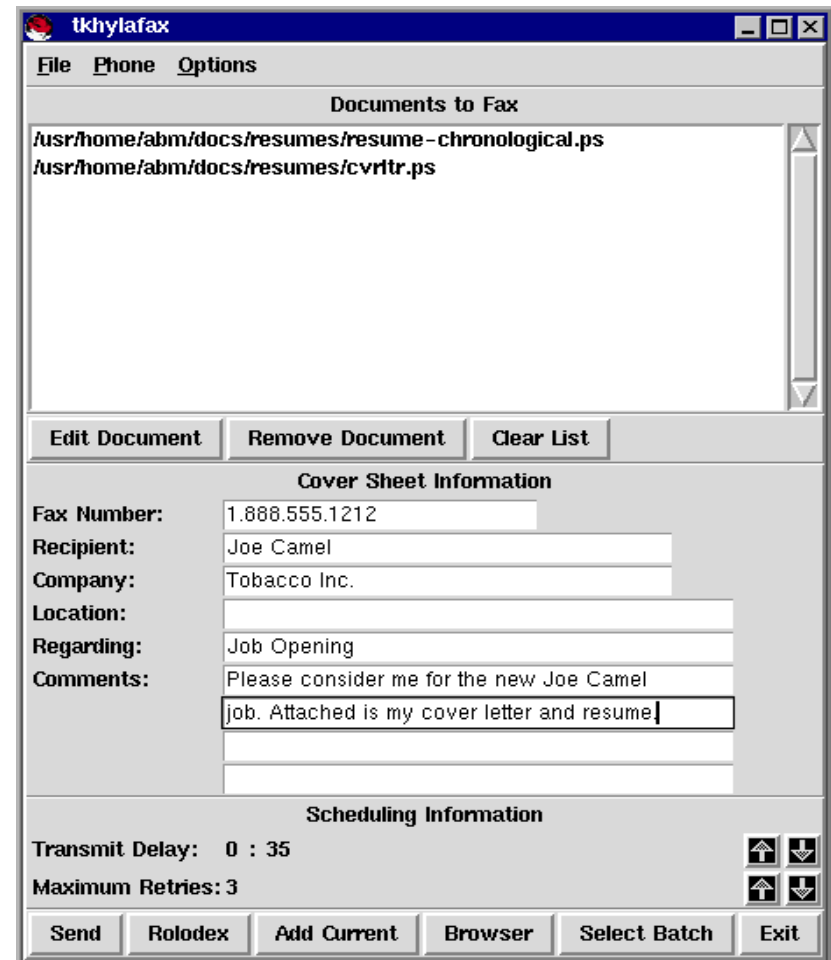 tkhylafax
File Phone Options
Documents to Fax
/usr/home/abm/docs/resumes/resume-chronological.ps
/usr/home/abm/docs/resumes/cvrltr.ps
Edit Document Remove Document Clear List
Cover Sheet Information
Fax Number: 1.888.555.1212
Recipient: Joe Camel
Company: Tobacco Inc.
Location:
Regarding: Job Opening
Comments: Please consider me for the new Joe Camel
job. Attached is my cover letter and resume.
Scheduling Information
Transmit Delay: 0 : 35
Maximum Retries: 3
Send Rolodex Add Current Browser Select Batch Exit